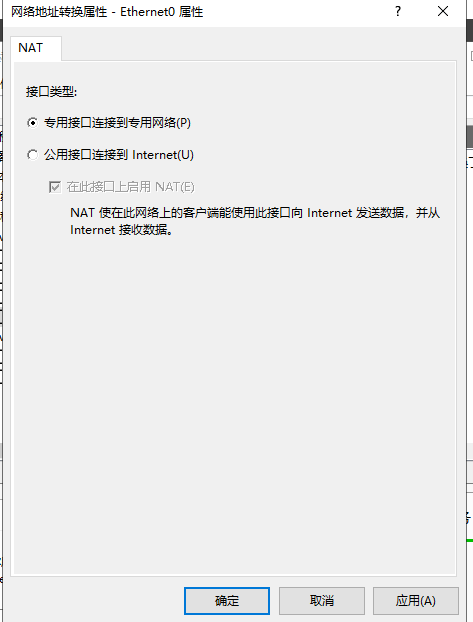 网络地址转换属性 - Ethernet0 属性
?
NAT
接口类型:
专用接口连接到专用网络(P)
公用接口连接到 Internet(U)
在此接口上启用 NAT(E)
NAT 使在此网络上的客户端能使用此接口向 Internet 发送数据，并从
Internet 接收数据。
确定
取消
应用(A)